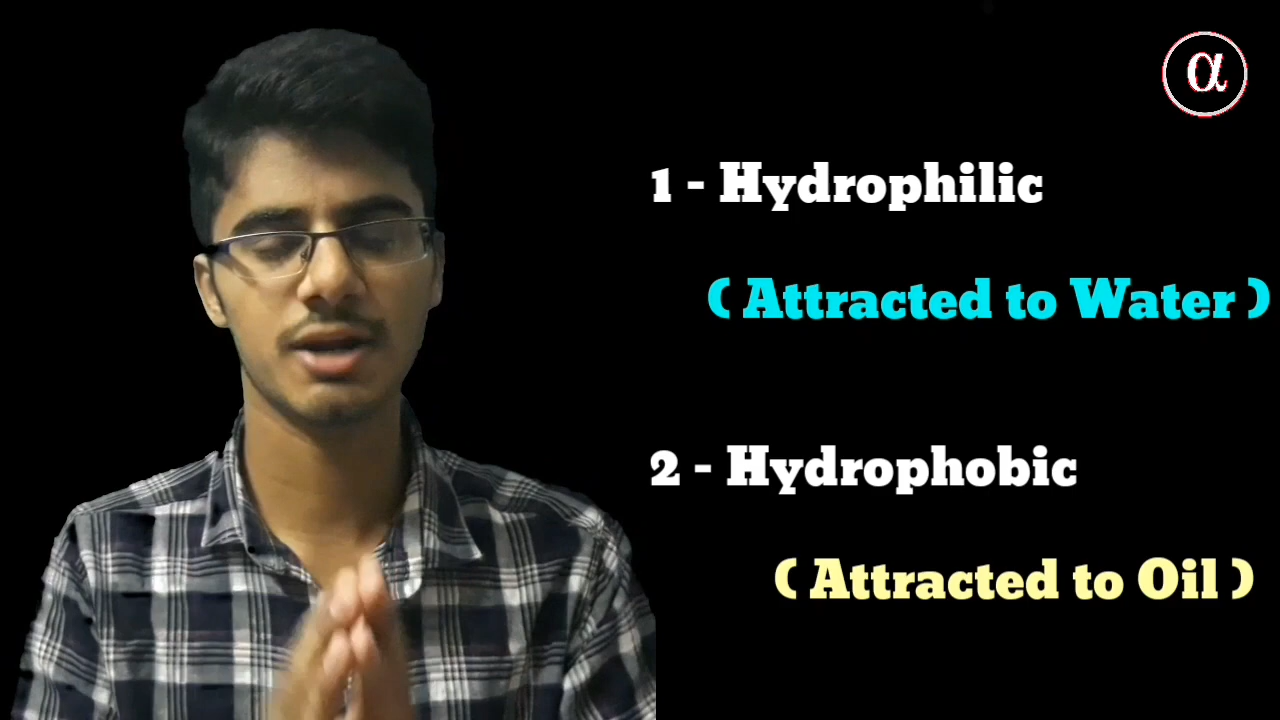 α
1 - Hydrophilic
( Attracted to Water )
2 - Hydrophobic
( Attracted to Oil )